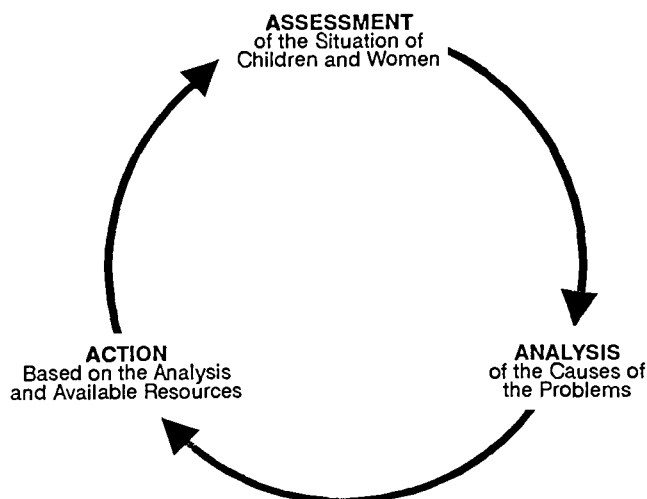 ASSESSMENT
of the Situation of
Children and Women
ACTION
Based on the Analysis
and Available Resources
ANALYSIS
of the Causes of
the Problems